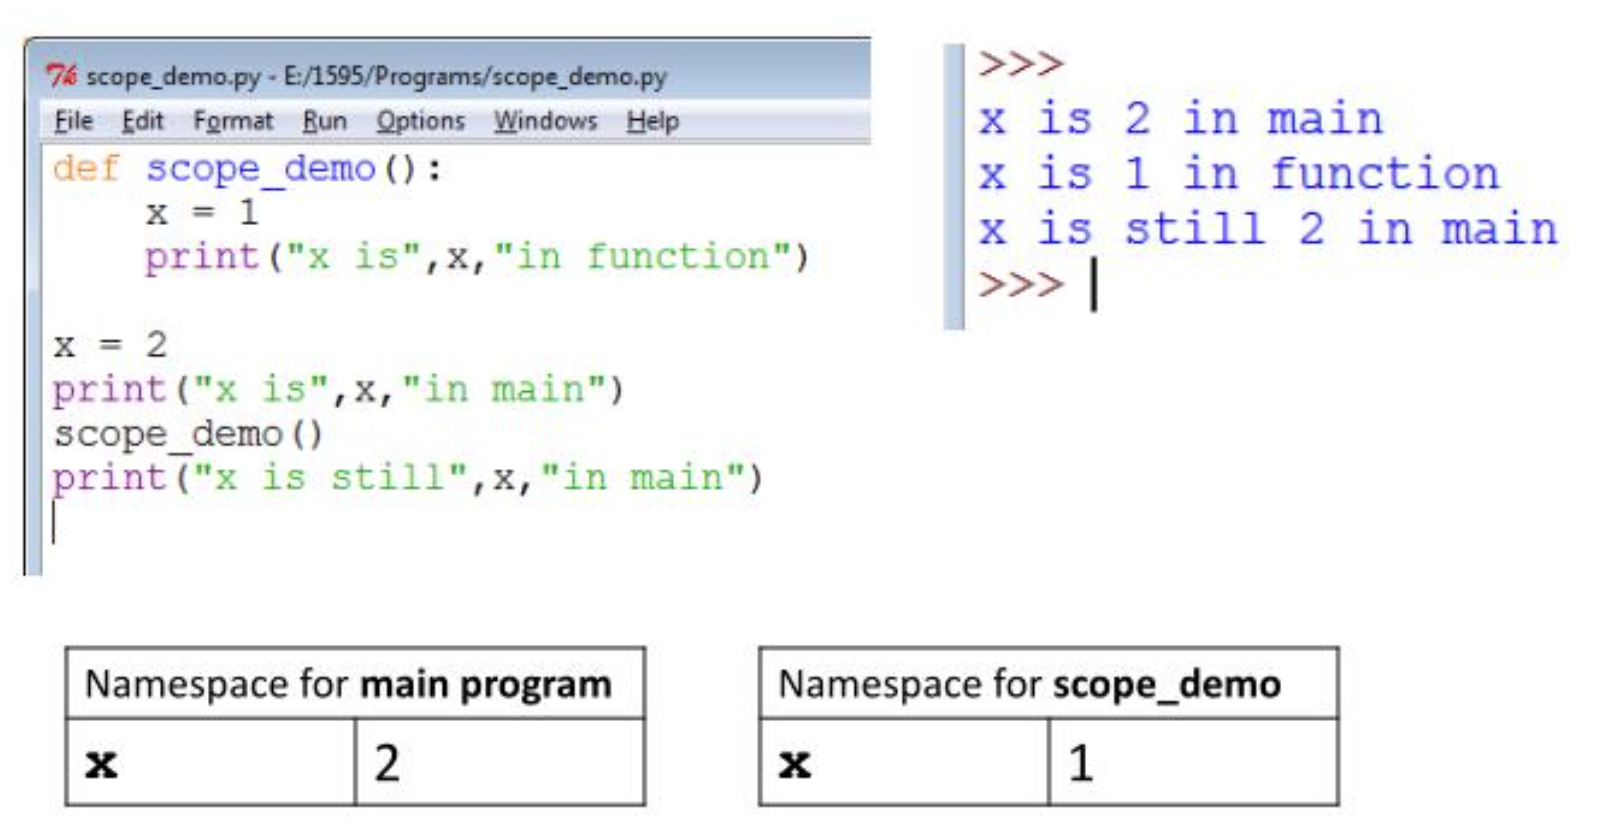 scope_demo.py - E:/1595/Programs/scope_demo.py
File Edit Format Run Options Windows Help
def scope_demo():
    x = 1
    print("x is",x,"in function")

x = 2
print("x is",x,"in main")
scope_demo()
print("x is still",x,"in main")
>>>
x is 2 in main
x is 1 in function
x is still 2 in main
>>>
Namespace for main program
x 2
Namespace for scope_demo
x 1